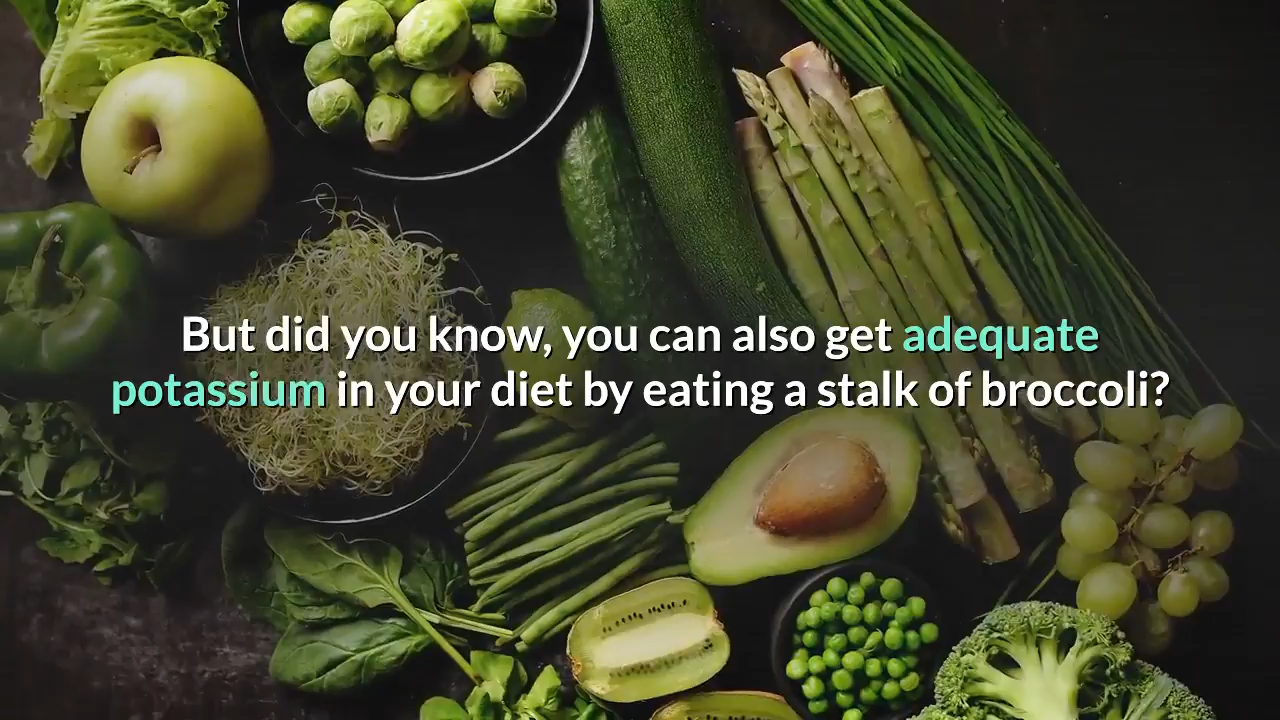 But did you know, you can also get adequate
potassium in your diet by eating a stalk of broccoli?